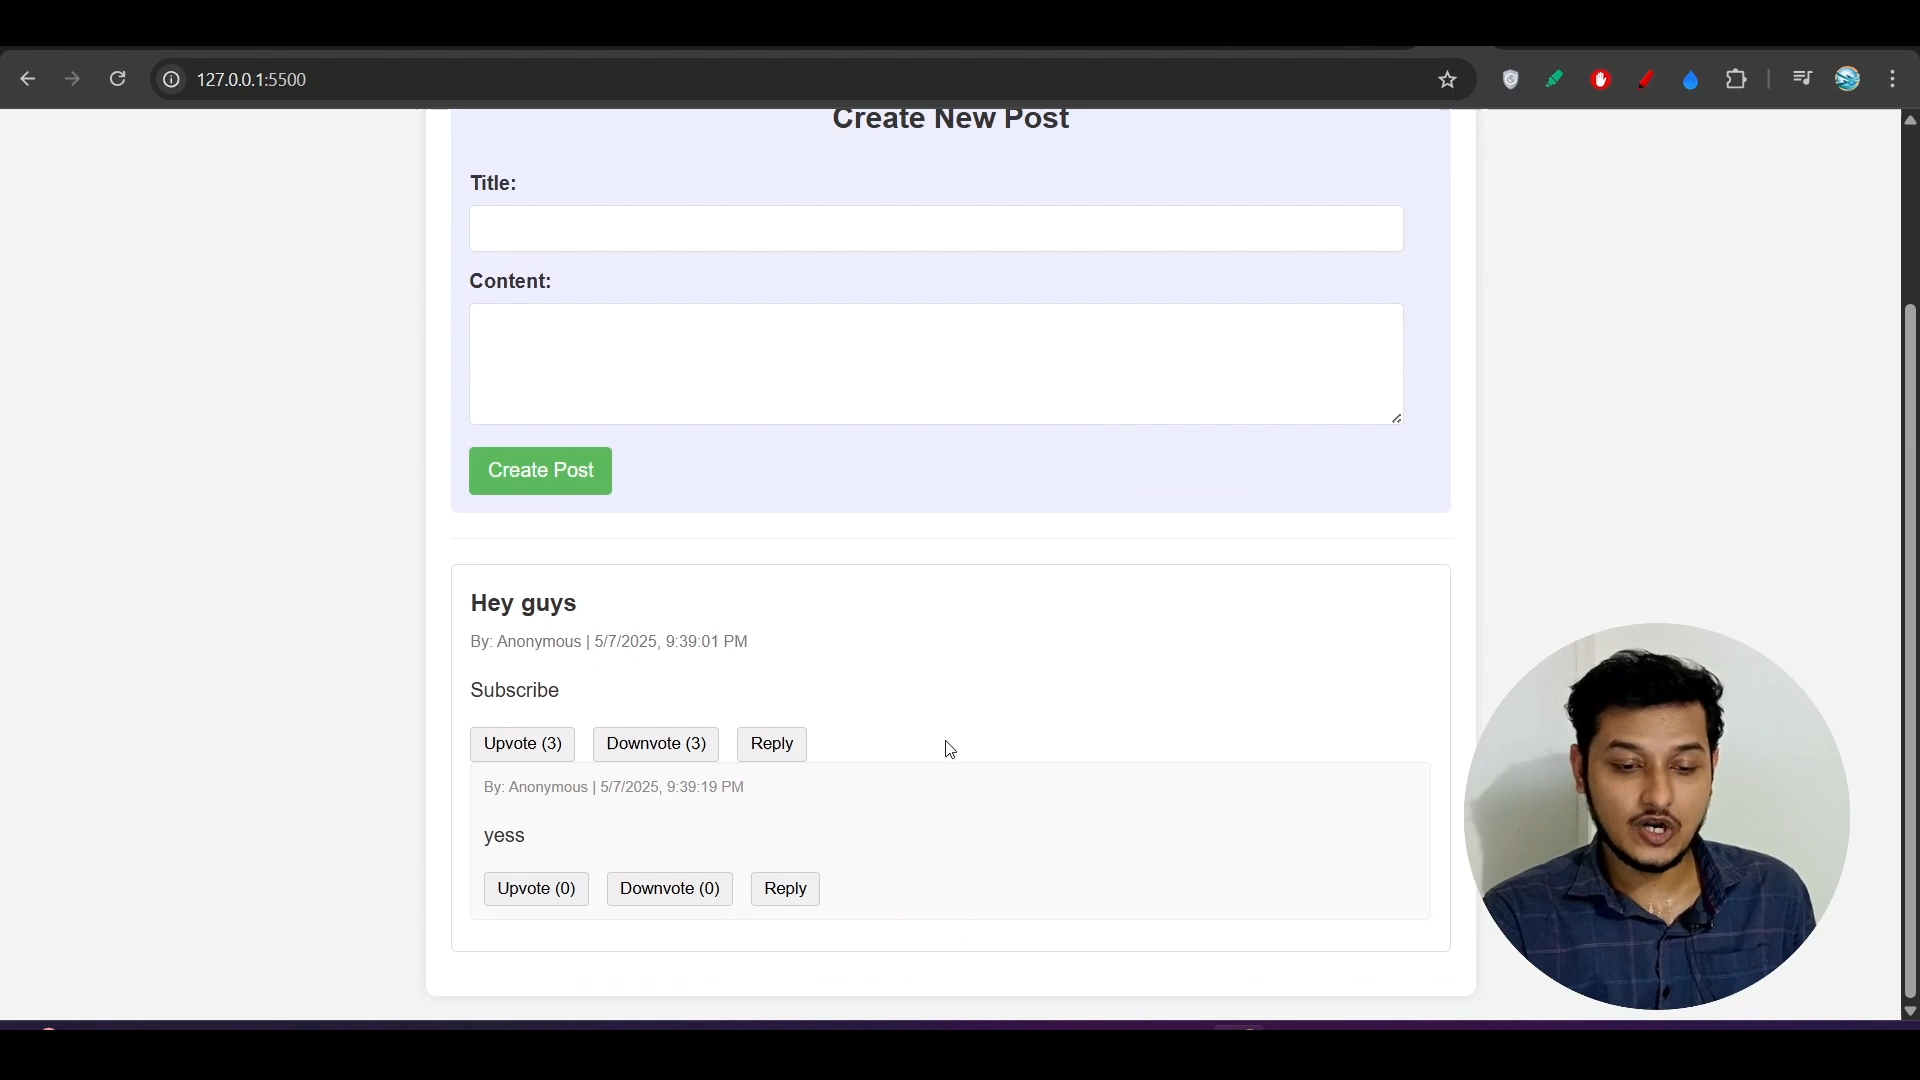 127.0.0.1:5500
Create New Post
Title:
Content:
Create Post
Hey guys
By: Anonymous | 5/7/2025, 9:39:01 PM
Subscribe
Upvote (3) Downvote (3) Reply
By: Anonymous | 5/7/2025, 9:39:19 PM
yess
Upvote (0) Downvote (0) Reply